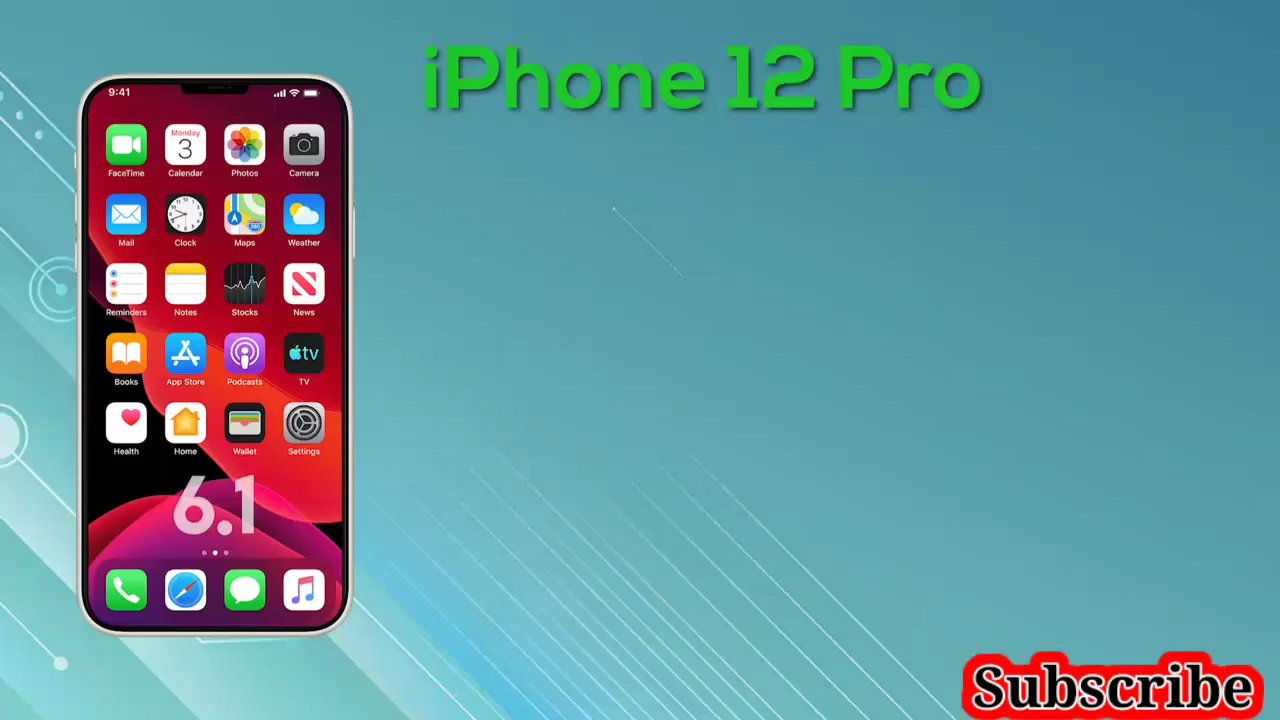 iPhone 12 Pro
9:41
Monday
3
FaceTime Calendar Photos Camera
Mail Clock Maps Weather
Reminders Notes Stocks News
tv
Books App Store Podcasts TV
Health Home Wallet Settings
6.1
Subscribe